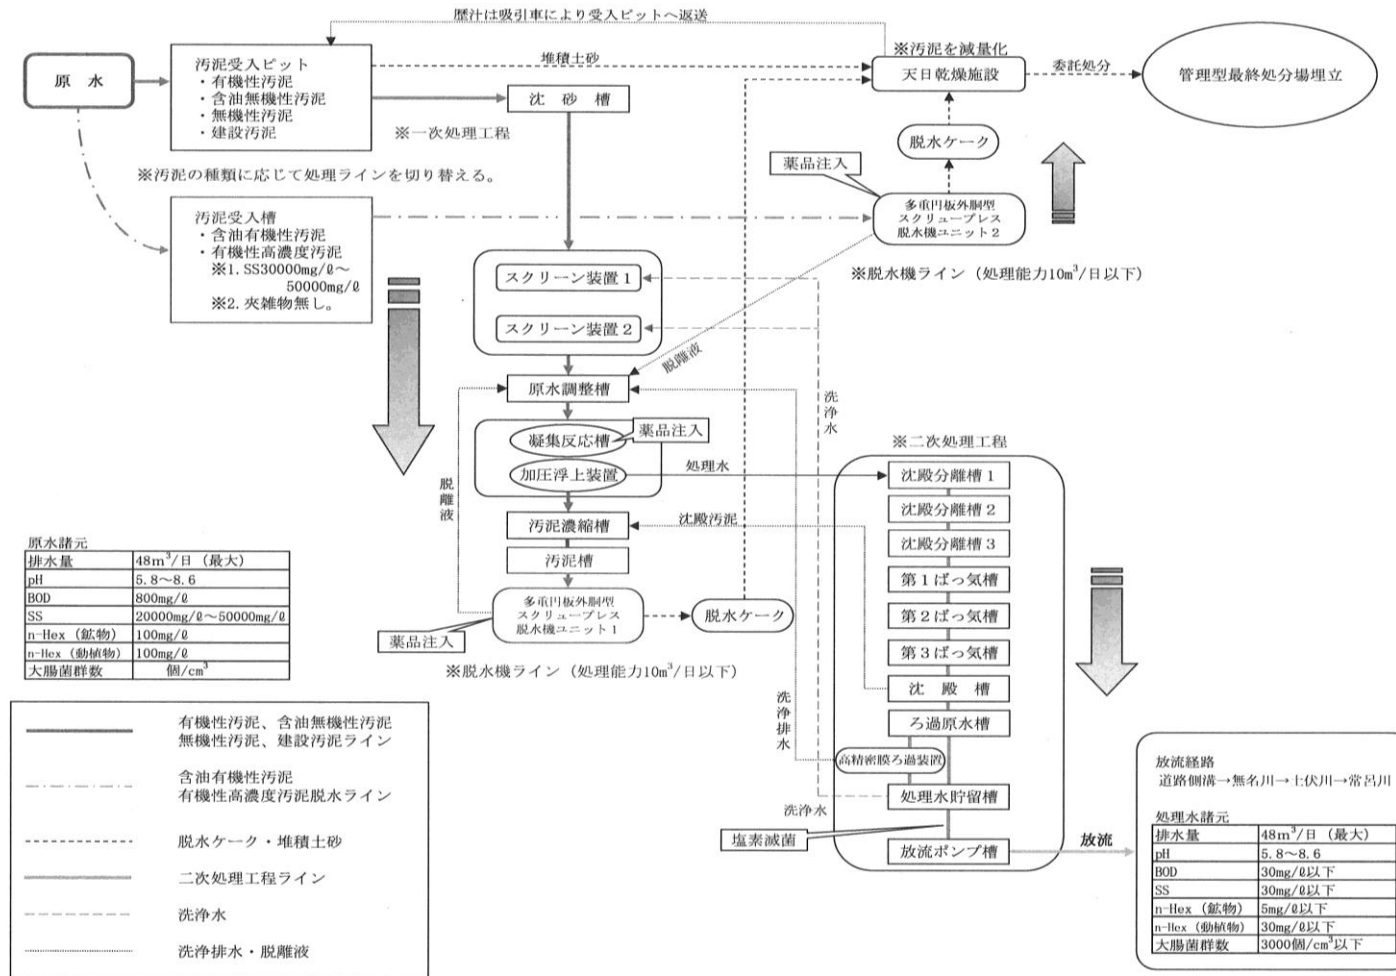 歴汁は吸引車により受入ピットへ返送
原 水
汚泥受入ピット
・有機性汚泥
・含油無機性汚泥
・無機性汚泥
・建設汚泥
堆積土砂
沈 砂 槽
※一次処理工程
※汚泥を減量化
天日乾燥施設
委託処分
管理型最終処分場埋立
脱水ケーク
薬品注入
多重円板外胴型
スクリュープレス
脱水機ユニット2
※脱水機ライン（処理能力10m³/日以下）
※汚泥の種類に応じて処理ラインを切り替える。
汚泥受入槽
・含油有機性汚泥
・有機性高濃度汚泥
※1. SS30000mg/ℓ～
50000mg/ℓ
※2. 夾雑物無し。
スクリーン装置1
スクリーン装置2
脱離液
洗浄水
原水調整槽
凝集反応槽
薬品注入
加圧浮上装置
処理水
脱離液
汚泥濃縮槽
沈殿汚泥
汚泥槽
多重円板外胴型
スクリュープレス
脱水機ユニット1
薬品注入
脱水ケーク
※脱水機ライン（処理能力10m³/日以下）
※二次処理工程
沈殿分離槽1
沈殿分離槽2
沈殿分離槽3
第1ばっ気槽
第2ばっ気槽
第3ばっ気槽
沈 殿 槽
ろ過原水槽
洗浄排水
高精密膜ろ過装置
処理水貯留槽
洗浄水
塩素滅菌
放流ポンプ槽
放流
原水諸元
排水量 48m³/日（最大）
pH 5.8～8.6
BOD 800mg/ℓ
SS 20000mg/ℓ～50000mg/ℓ
n-Hex（鉱物） 100mg/ℓ
n-Hex（動植物） 100mg/ℓ
大腸菌群数 個/cm³
有機性汚泥、含油無機性汚泥
無機性汚泥、建設汚泥ライン
含油有機性汚泥
有機性高濃度汚泥脱水ライン
脱水ケーク・堆積土砂
二次処理工程ライン
洗浄水
洗浄排水・脱離液
放流経路
道路側溝→無名川→土伏川→常呂川
処理水諸元
排水量 48m³/日（最大）
pH 5.8～8.6
BOD 30mg/ℓ以下
SS 30mg/ℓ以下
n-Hex（鉱物） 5mg/ℓ以下
n-Hex（動植物） 30mg/ℓ以下
大腸菌群数 3000個/cm³以下